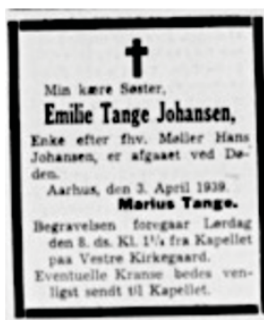 Min kære Søster,
Emilie Tange Johansen,
Enke efter fhv. Møller Hans
Johansen, er afgaaet ved Dø-
den.
Aarhus, den 3. April 1939.
Marius Tange.
Begravelsen foregaar Lørdag
den 8. ds. Kl. 1¼ fra Kapellet
paa Vestre Kirkegaard.
Eventuelle Kranse bedes ven-
ligst sendt til Kapellet.